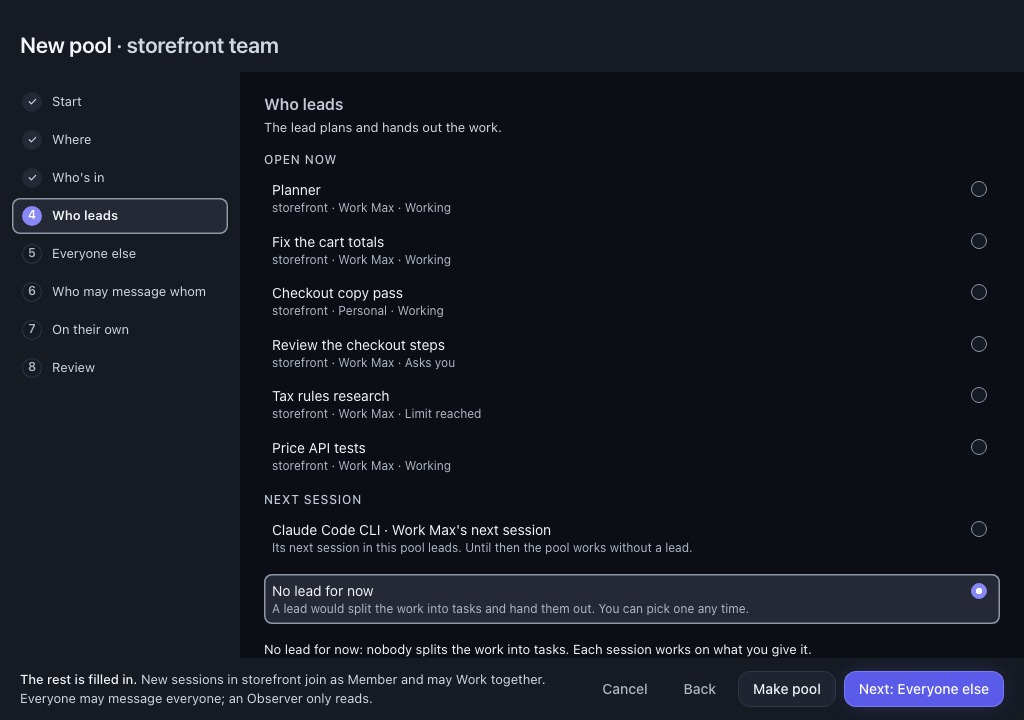 New pool · storefront team
Start
Where
Who's in
4 Who leads
5 Everyone else
6 Who may message whom
7 On their own
8 Review
Who leads
The lead plans and hands out the work.
OPEN NOW
Planner
storefront · Work Max · Working
Fix the cart totals
storefront · Work Max · Working
Checkout copy pass
storefront · Personal · Working
Review the checkout steps
storefront · Work Max · Asks you
Tax rules research
storefront · Work Max · Limit reached
Price API tests
storefront · Work Max · Working
NEXT SESSION
Claude Code CLI · Work Max's next session
Its next session in this pool leads. Until then the pool works without a lead.
No lead for now
A lead would split the work into tasks and hand them out. You can pick one any time.
No lead for now: nobody splits the work into tasks. Each session works on what you give it.
The rest is filled in. New sessions in storefront join as Member and may Work together.
Everyone may message everyone; an Observer only reads.
Cancel
Back
Make pool
Next: Everyone else